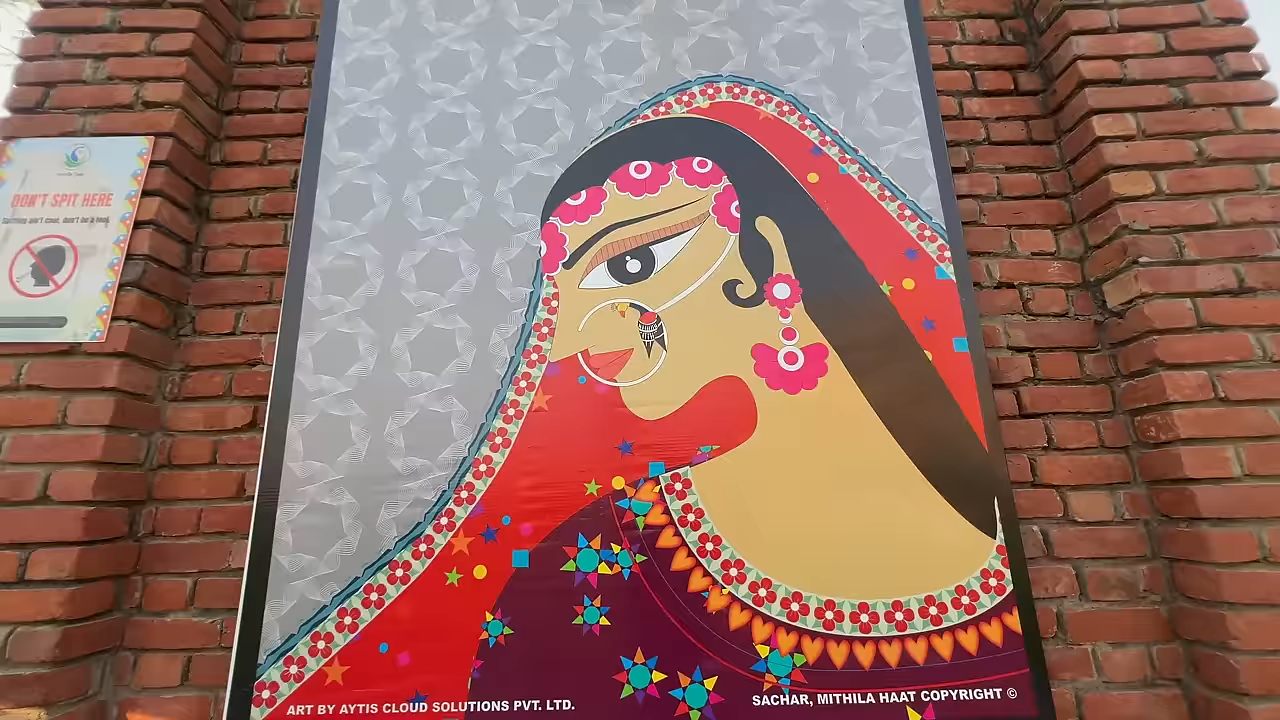 DON'T SPIT HERE
ART BY AYTIS CLOUD SOLUTIONS PVT. LTD.
SACHAR, MITHILA HAAT COPYRIGHT ©